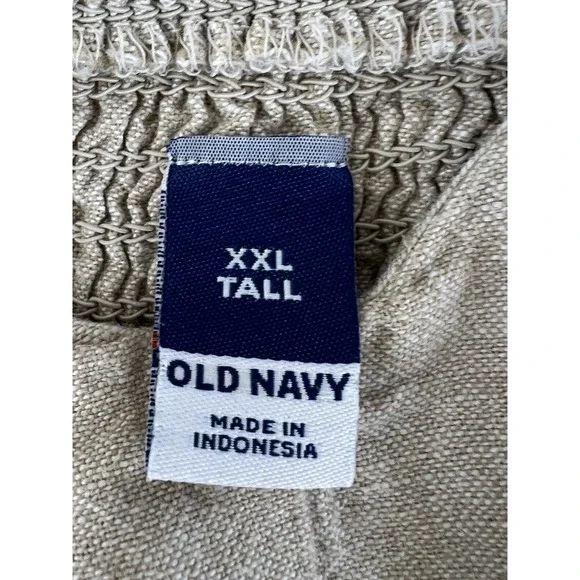 XXL
TALL
OLD NAVY
MADE IN
INDONESIA